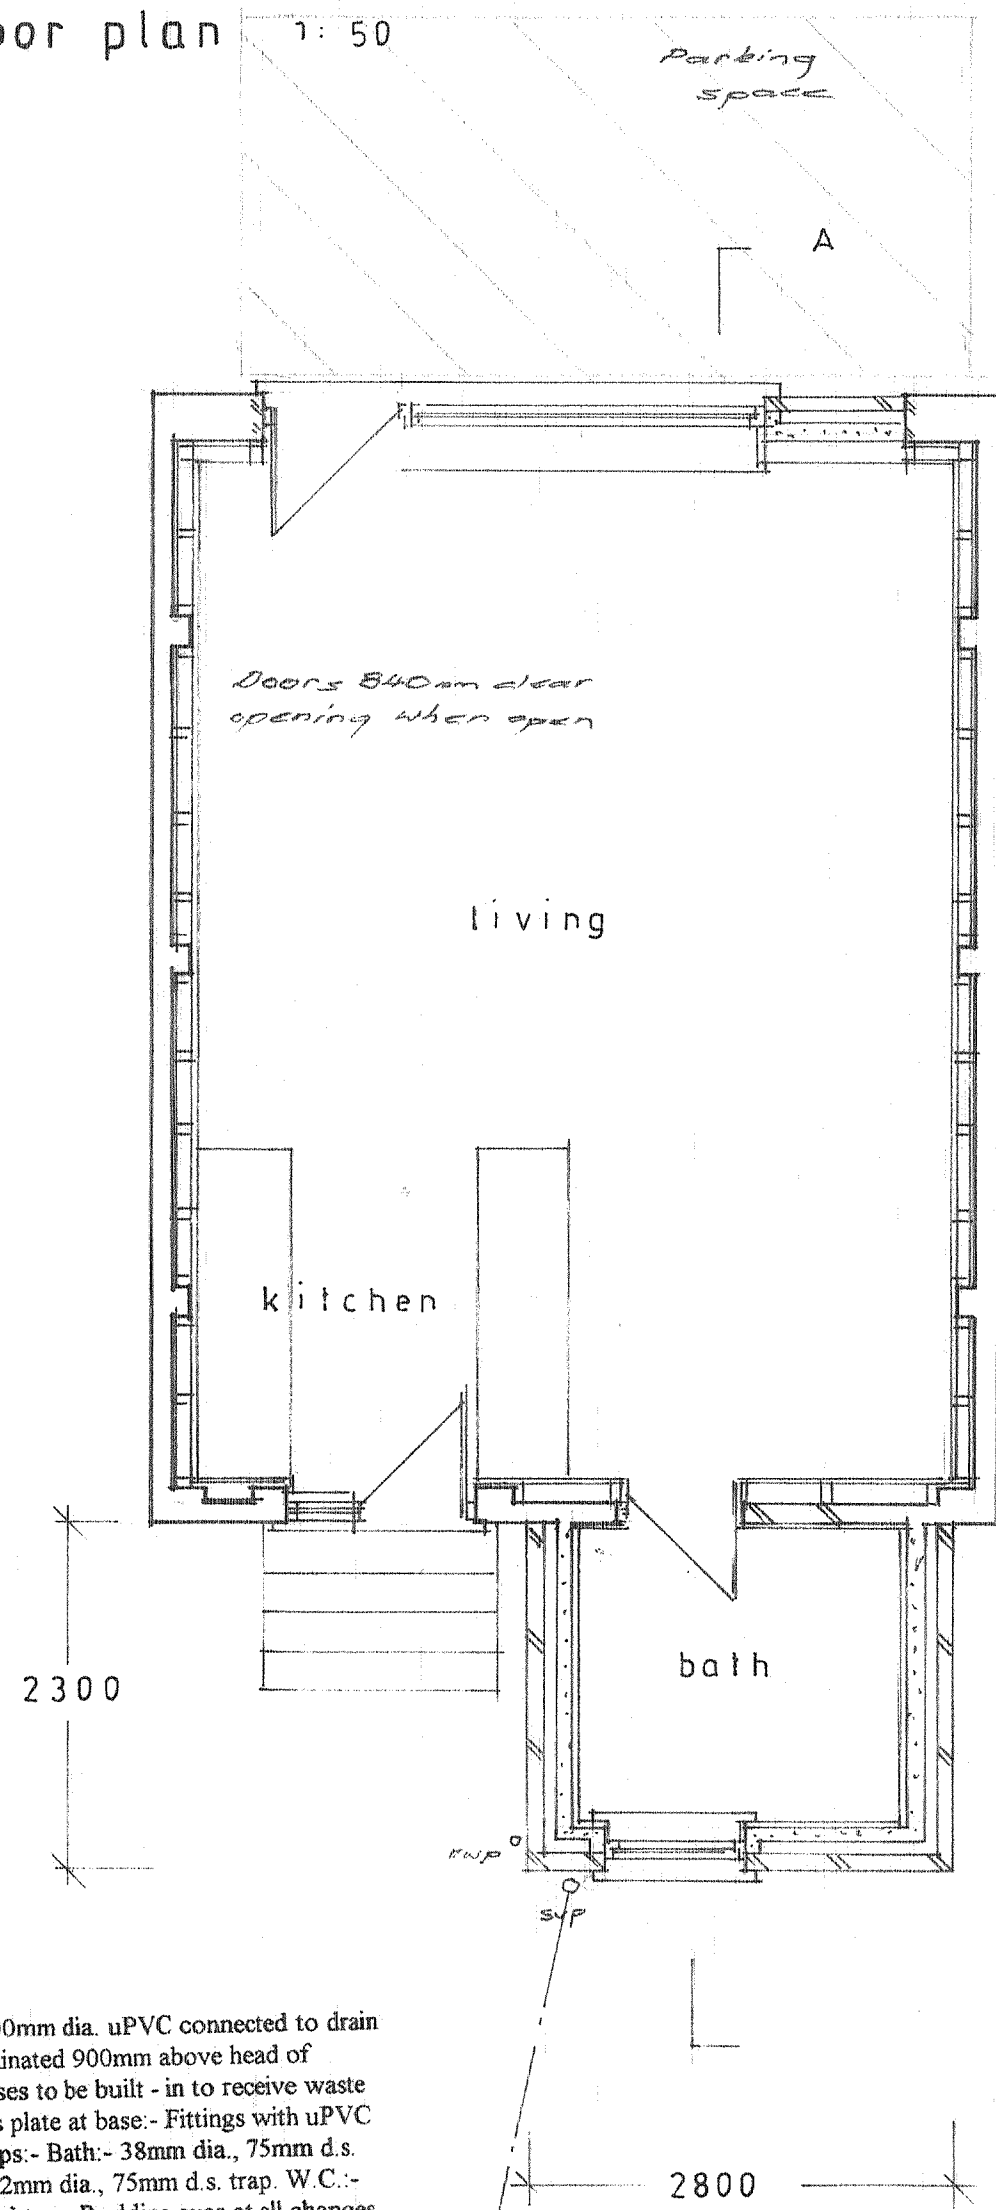 oor plan 1:50
Parking
space
A
Doors 840mm clear
opening when open
living
kitchen
bath
2300
rwp
svp
00mm dia. uPVC connected to drain
inated 900mm above head of
ses to be built - in to receive waste
s plate at base:- Fittings with uPVC
ps:- Bath:- 38mm dia., 75mm d.s.
2mm dia., 75mm d.s. trap. W.C.:-
2800